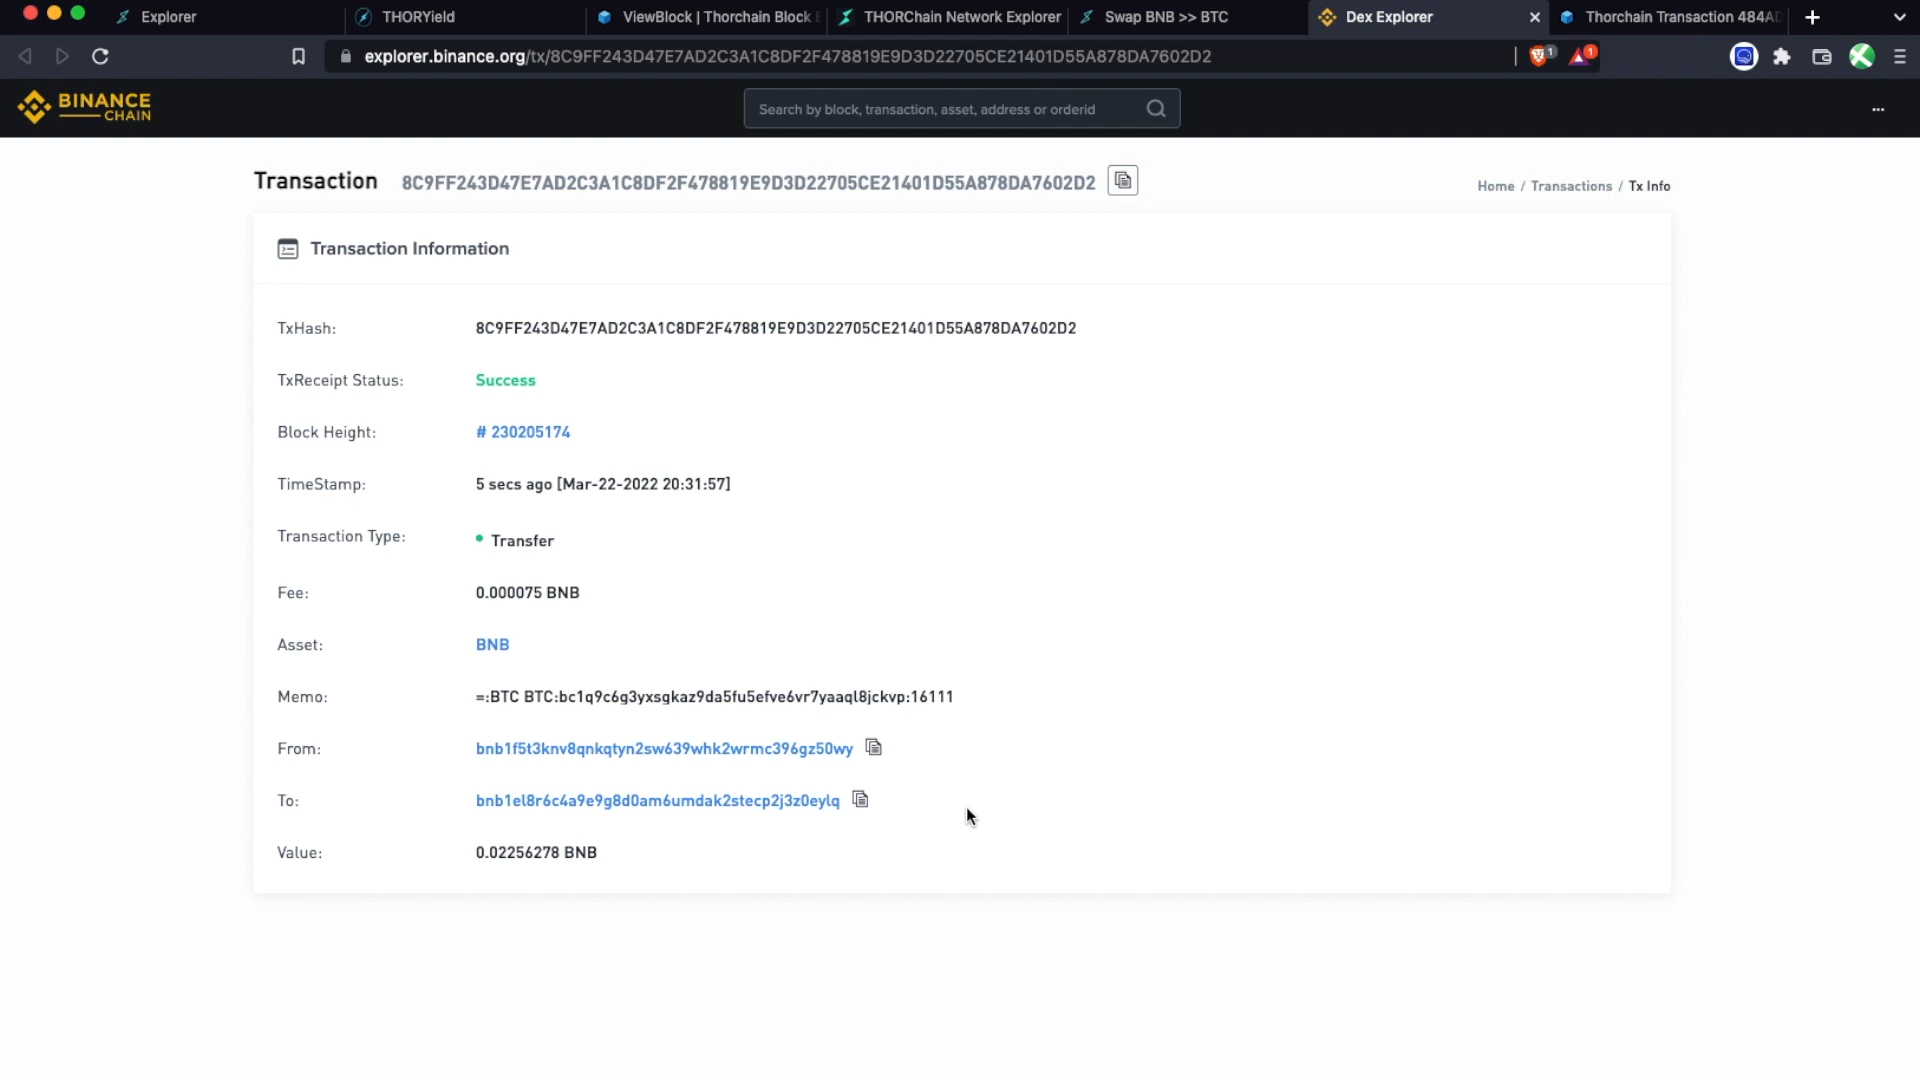 Explorer
THORYield
ViewBlock | Thorchain Block E
THORChain Network Explorer
Swap BNB >> BTC
Dex Explorer
Thorchain Transaction 484AD
explorer.binance.org/tx/8C9FF243D47E7AD2C3A1C8DF2F478819E9D3D22705CE21401D55A878DA7602D2
1
1
BINANCE
CHAIN
Search by block, transaction, asset, address or orderid
Transaction 8C9FF243D47E7AD2C3A1C8DF2F478819E9D3D22705CE21401D55A878DA7602D2
Home / Transactions / Tx Info
Transaction Information
TxHash: 8C9FF243D47E7AD2C3A1C8DF2F478819E9D3D22705CE21401D55A878DA7602D2
TxReceipt Status: Success
Block Height: # 230205174
TimeStamp: 5 secs ago [Mar-22-2022 20:31:57]
Transaction Type: Transfer
Fee: 0.000075 BNB
Asset: BNB
Memo: =:BTC BTC:bc1q9c6g3yxsgkaz9da5fu5efve6vr7yaaql8jckvp:16111
From: bnb1f5t3knv8qnkqtyn2sw639whk2wrmc396gz50wy
To: bnb1el8r6c4a9e9g8d0am6umdak2stecp2j3z0eylq
Value: 0.02256278 BNB